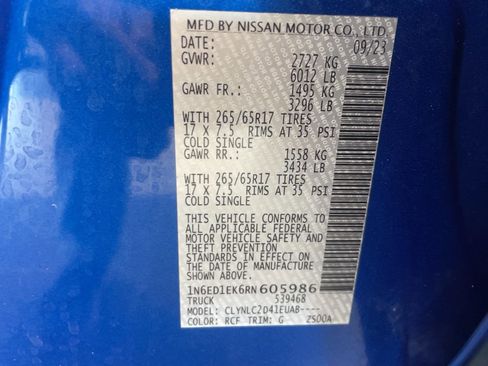 MFD BY NISSAN MOTOR CO., LTD
DATE: 09/23
GVWR: 2727 KG
6012 LB
GAWR FR.: 1495 KG
3296 LB
WITH 265/65R17 TIRES
17 X 7.5 RIMS AT 35 PSI
COLD SINGLE
GAWR RR.: 1558 KG
3434 LB
WITH 265/65R17 TIRES
17 X 7.5 RIMS AT 35 PSI
COLD SINGLE
THIS VEHICLE CONFORMS TO
ALL APPLICABLE FEDERAL
MOTOR VEHICLE SAFETY AND
THEFT PREVENTION
STANDARDS IN EFFECT ON
THE DATE OF MANUFACTURE
SHOWN ABOVE.
1N6ED1EK6RN605986
TRUCK 539468
MODEL: CLYNLC2D41EUAB----
COLOR: RCF TRIM: G 2500A